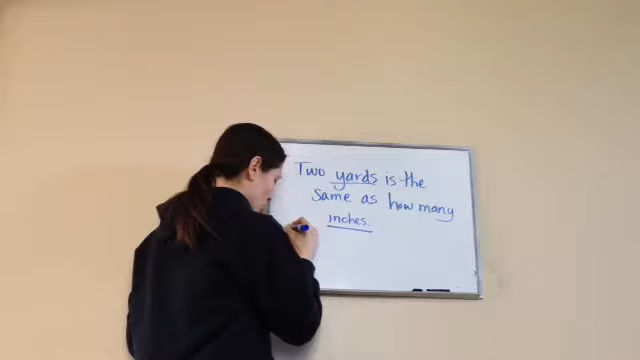 Two yards is the
same as how many
inches.